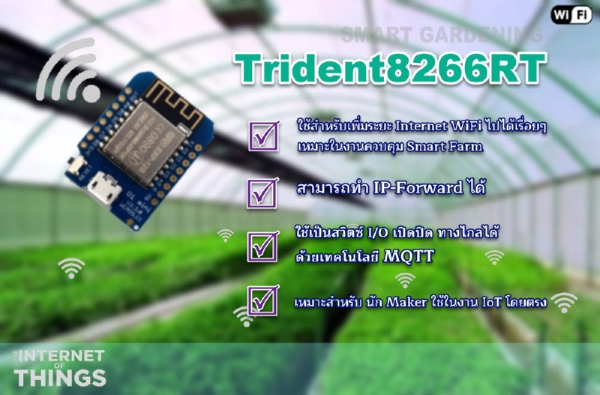 WiFi
SMART GARDENING
Trident8266RT
ใช้สำหรับเพิ่มระยะ Internet WiFi ไปได้เรื่อยๆ
เหมาะในงานควบคุม Smart Farm
สามารถทำ IP-Forward ได้
ใช้เป็นสวิตซ์ I/O เปิดปิด ทางไกลได้
ด้วยเทคโนโลยี MQTT
เหมาะสำหรับ นัก Maker ใช้ในงาน IoT โดยตรง
INTERNET
OF
THINGS